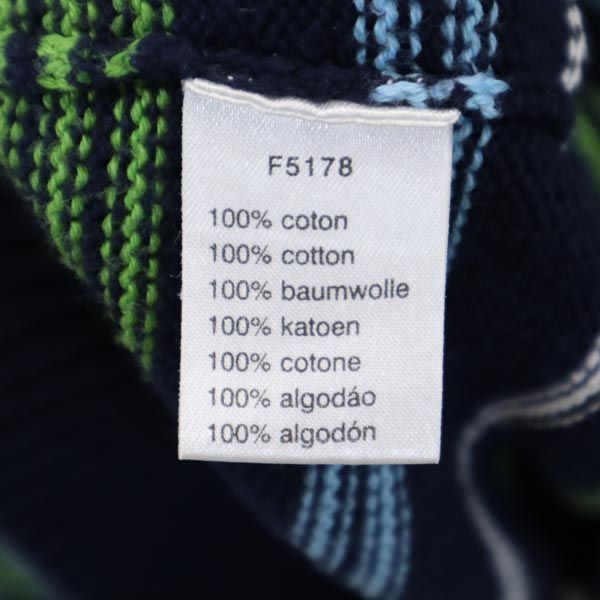 F5178
100% coton
100% cotton
100% baumwolle
100% katoen
100% cotone
100% algodáo
100% algodón